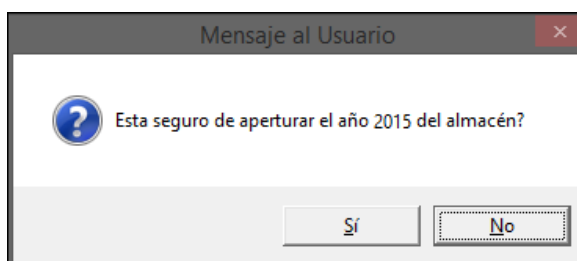 Mensaje al Usuario
Esta seguro de aperturar el año 2015 del almacén?
Sí
No